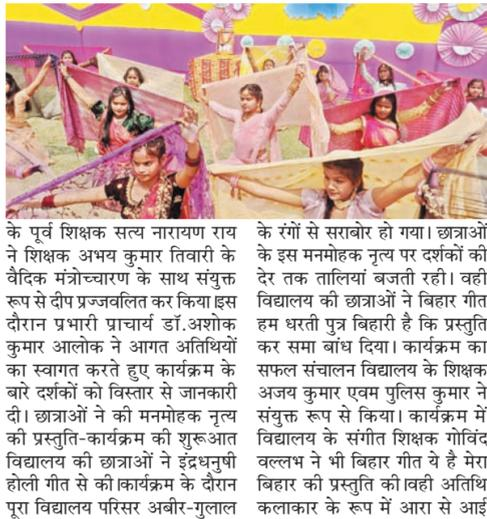 के पूर्व शिक्षक सत्य नारायण राय
ने शिक्षक अभय कुमार तिवारी के
वैदिक मंत्रोच्चारण के साथ संयुक्त
रूप से दीप प्रज्जवलित कर किया।इस
दौरान प्रभारी प्राचार्य डॉ.अशोक
कुमार आलोक ने आगत अतिथियों
का स्वागत करते हुए कार्यक्रम के
बारे दर्शकों को विस्तार से जानकारी
दी। छात्राओं ने की मनमोहक नृत्य
की प्रस्तुति-कार्यक्रम की शुरूआत
विद्यालय की छात्राओं ने इंद्रधनुषी
होली गीत से की।कार्यक्रम के दौरान
पूरा विद्यालय परिसर अबीर-गुलाल
के रंगों से सराबोर हो गया। छात्राओं
के इस मनमोहक नृत्य पर दर्शकों की
देर तक तालियां बजती रही। वही
विद्यालय की छात्राओं ने बिहार गीत
हम धरती पुत्र बिहारी है कि प्रस्तुति
कर समा बांध दिया। कार्यक्रम का
सफल संचालन विद्यालय के शिक्षक
अजय कुमार एवम पुलिस कुमार ने
संयुक्त रूप से किया। कार्यक्रम में
विद्यालय के संगीत शिक्षक गोविंद
वल्लभ ने भी बिहार गीत ये है मेरा
बिहार की प्रस्तुति की।वही अतिथि
कलाकार के रूप में आरा से आई